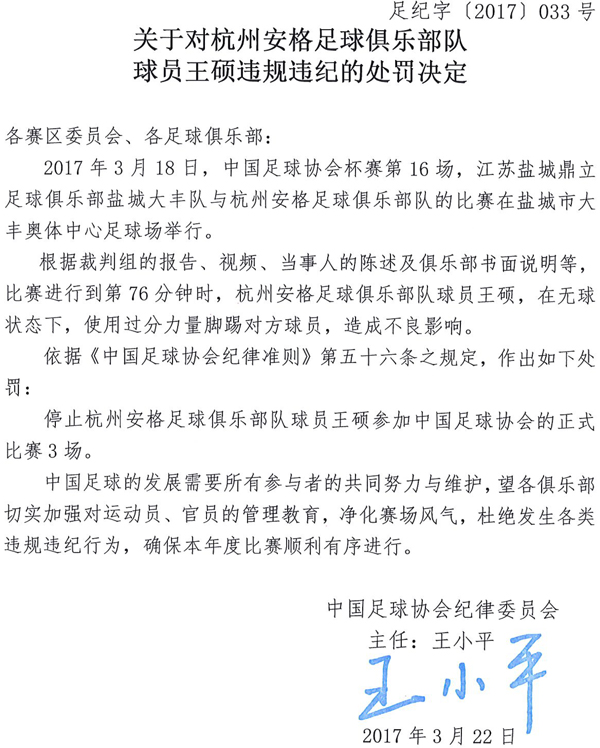 足纪字〔2017〕033 号
关于对杭州安格足球俱乐部队
球员王硕违规违纪的处罚决定
各赛区委员会、各足球俱乐部：
2017 年 3 月 18 日，中国足球协会杯赛第 16 场，江苏盐城鼎立
足球俱乐部盐城大丰队与杭州安格足球俱乐部队的比赛在盐城市大
丰奥体中心足球场举行。
根据裁判组的报告、视频、当事人的陈述及俱乐部书面说明等，
比赛进行到第 76 分钟时，杭州安格足球俱乐部队球员王硕，在无球
状态下，使用过分力量脚踢对方球员，造成不良影响。
依据《中国足球协会纪律准则》第五十六条之规定，作出如下处
罚：
停止杭州安格足球俱乐部队球员王硕参加中国足球协会的正式
比赛 3 场。
中国足球的发展需要所有参与者的共同努力与维护，望各俱乐部
切实加强对运动员、官员的管理教育，净化赛场风气，杜绝发生各类
违规违纪行为，确保本年度比赛顺利有序进行。
中国足球协会纪律委员会
主任：王小平
王小平
2017 年 3 月 22 日